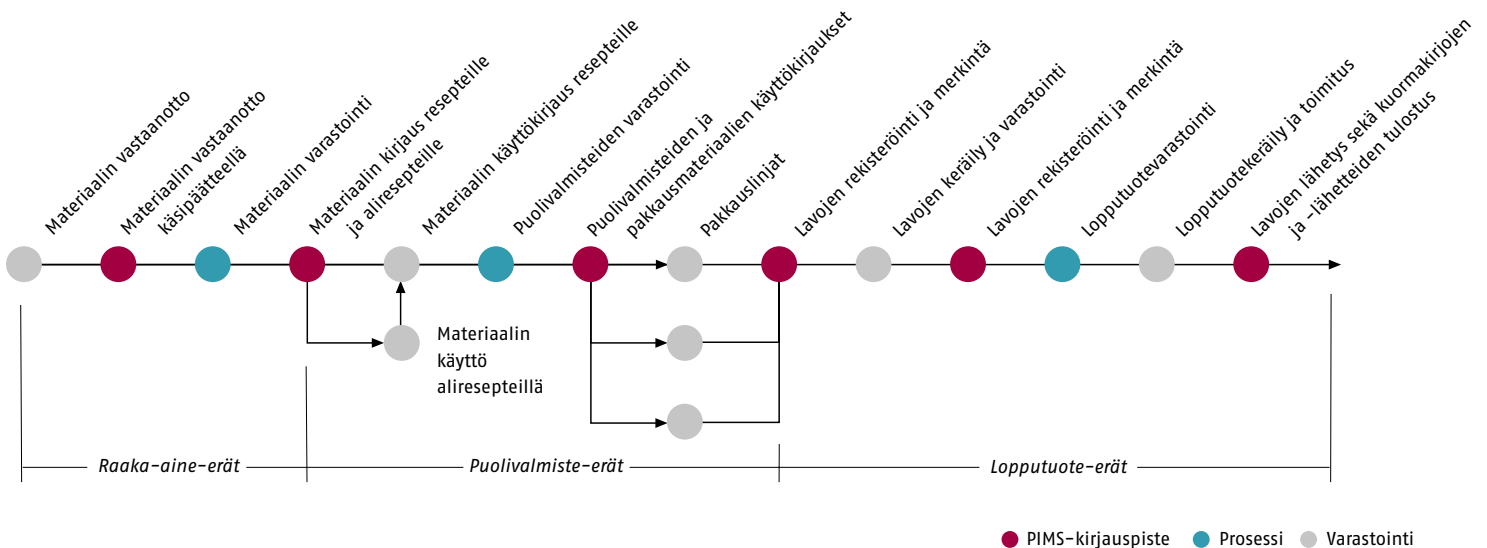 Materiaalin vastaanotto
Materiaalin vastaanotto
käsipäätteellä
Materiaalin varastointi
Materiaalin kirjaus resepteille
ja aliresepteille
Materiaalin käyttökirjaus resepteille
Puolivalmisteiden varastointi
Puolivalmisteiden ja
pakkausmateriaalien käyttökirjaukset
Pakkauslinjat
Lavojen rekisteröinti ja merkintä
Lavojen keräily ja varastointi
Lavojen rekisteröinti ja merkintä
Lopputuotevarastointi
Lopputuotekeräily ja toimitus
Lavojen lähetys sekä kuormakirjojen
ja -lähetteiden tulostus
Materiaalin
käyttö
aliresepteillä
Raaka-aine-erät
Puolivalmiste-erät
Lopputuote-erät
PIMS-kirjauspiste
Prosessi
Varastointi